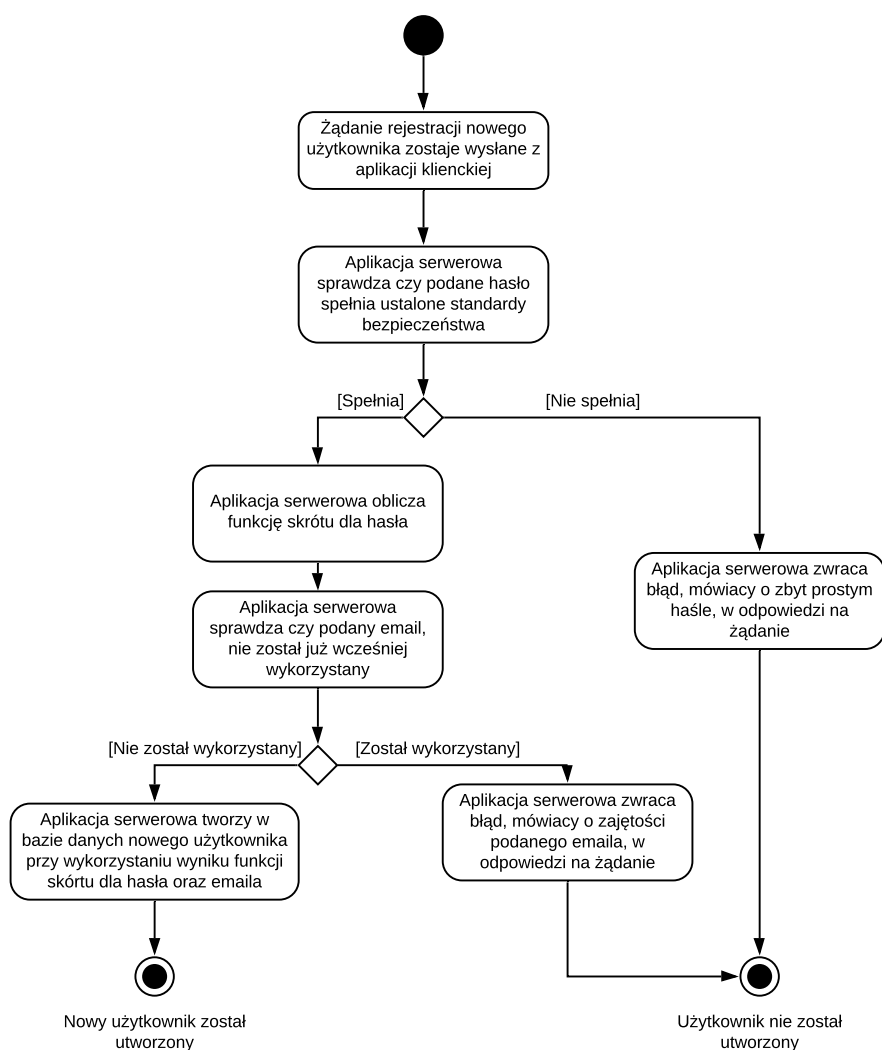 Żądanie rejestracji nowego
użytkownika zostaje wysłane z
aplikacji klienckiej
Aplikacja serwerowa
sprawdza czy podane hasło
spełnia ustalone standardy
bezpieczeństwa
[Spełnia]
[Nie spełnia]
Aplikacja serwerowa oblicza
funkcję skrótu dla hasła
Aplikacja serwerowa zwraca
błąd, mówiacy o zbyt prostym
haśle, w odpowiedzi na
żądanie
Aplikacja serwerowa
sprawdza czy podany email,
nie został już wcześniej
wykorzystany
[Nie został wykorzystany]
[Został wykorzystany]
Aplikacja serwerowa tworzy w
bazie danych nowego użytkownika
przy wykorzystaniu wyniku funkcji
skórtu dla hasła oraz emaila
Aplikacja serwerowa zwraca
błąd, mówiacy o zajętości
podanego emaila, w
odpowiedzi na żądanie
Nowy użytkownik został
utworzony
Użytkownik nie został
utworzony